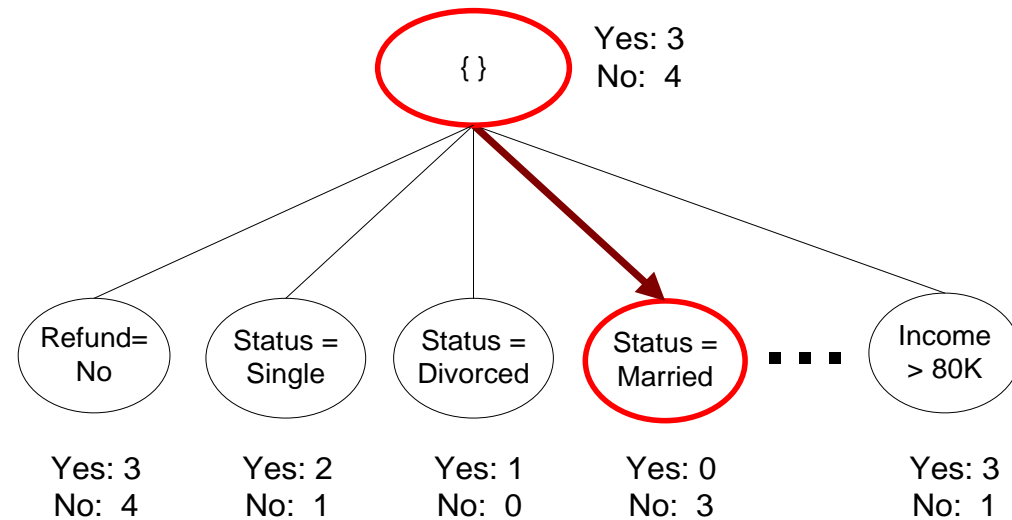 { }
Yes: 3
No: 4
Refund=
No
Status =
Single
Status =
Divorced
Status =
Married
Income
> 80K
Yes: 3
No: 4
Yes: 2
No: 1
Yes: 1
No: 0
Yes: 0
No: 3
Yes: 3
No: 1